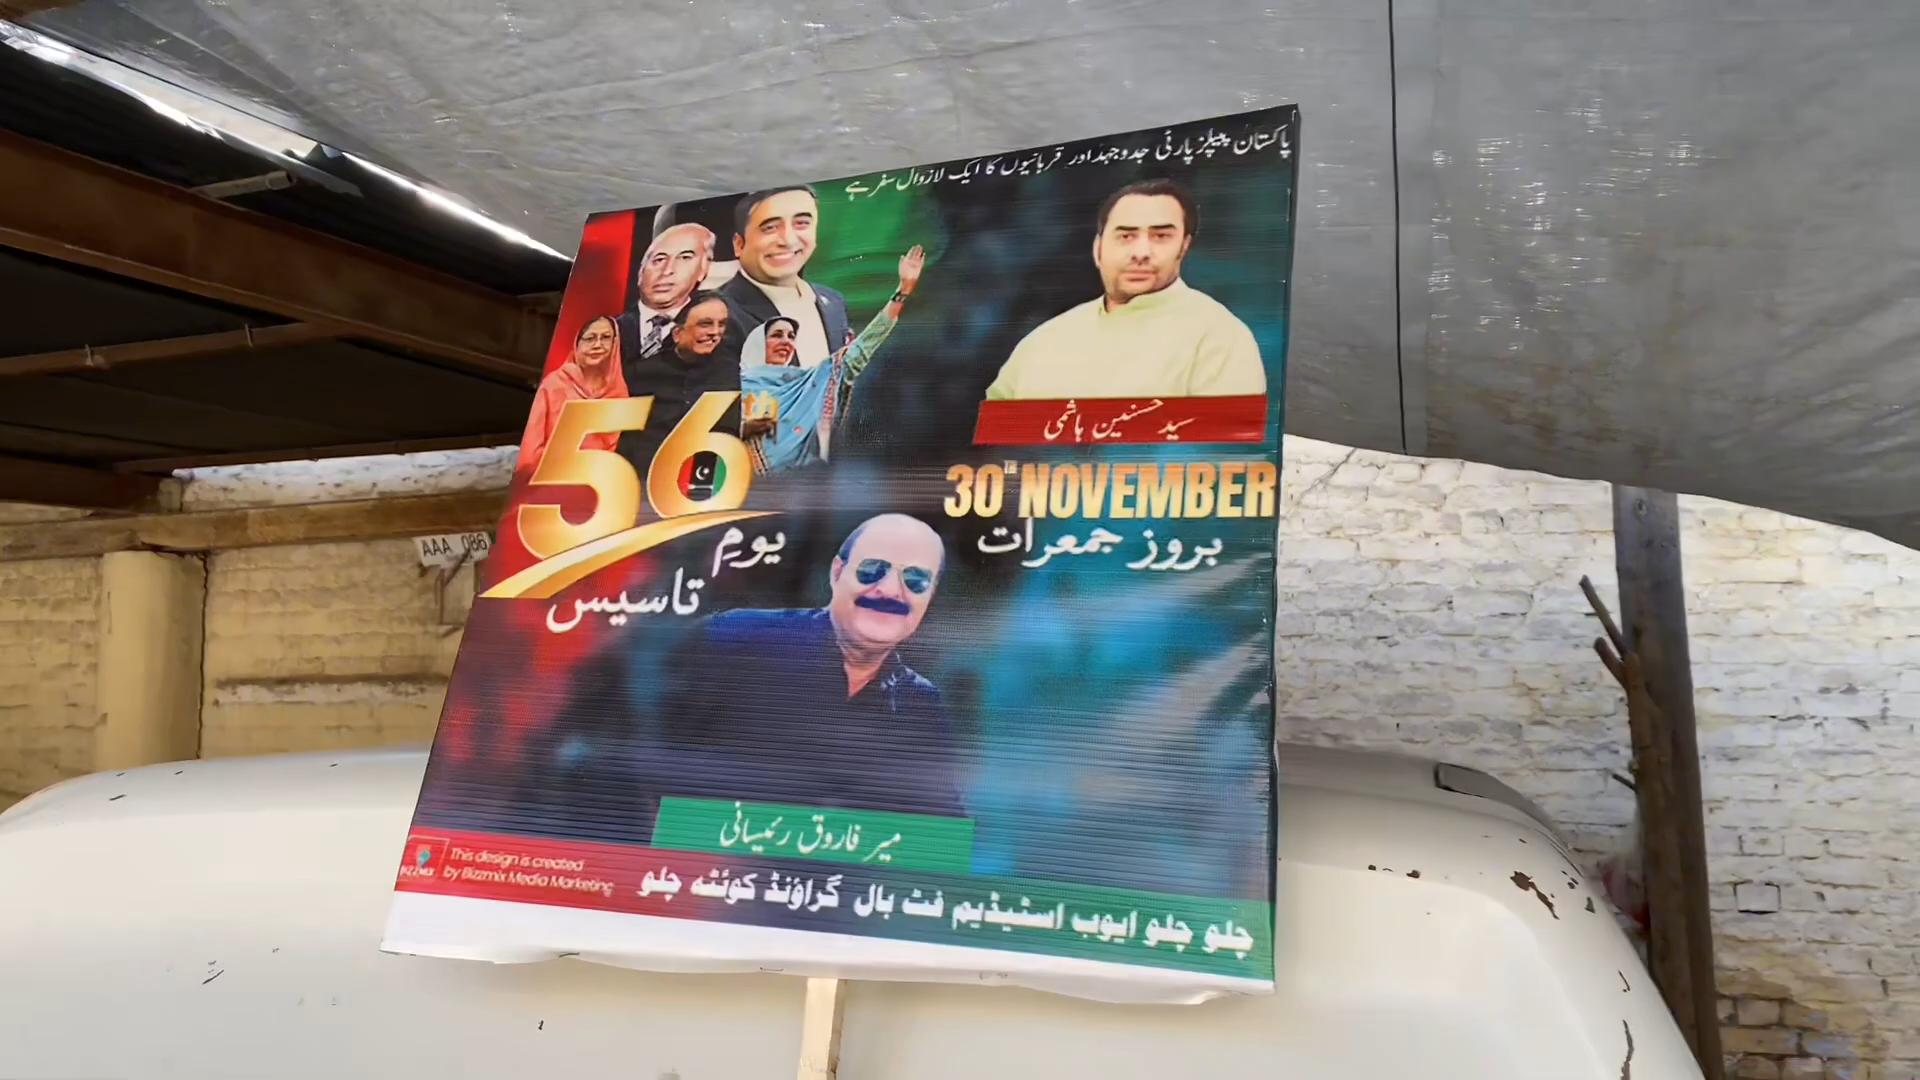 پاکستان پیپلز پارٹی جدوجہد اور قربانیوں کا ایک لازوال سفر ہے
56th
یومِ
تاسیس
سید حسنین ہاشمی
30th NOVEMBER
بروز جمعرات
AAA 086
میر فاروق رئیسانی
BIZZMIX
This design is created
by Bizzmix Media Marketing
چلو چلو ایوب اسٹیڈیم فٹ بال گراؤنڈ کوئٹہ چلو